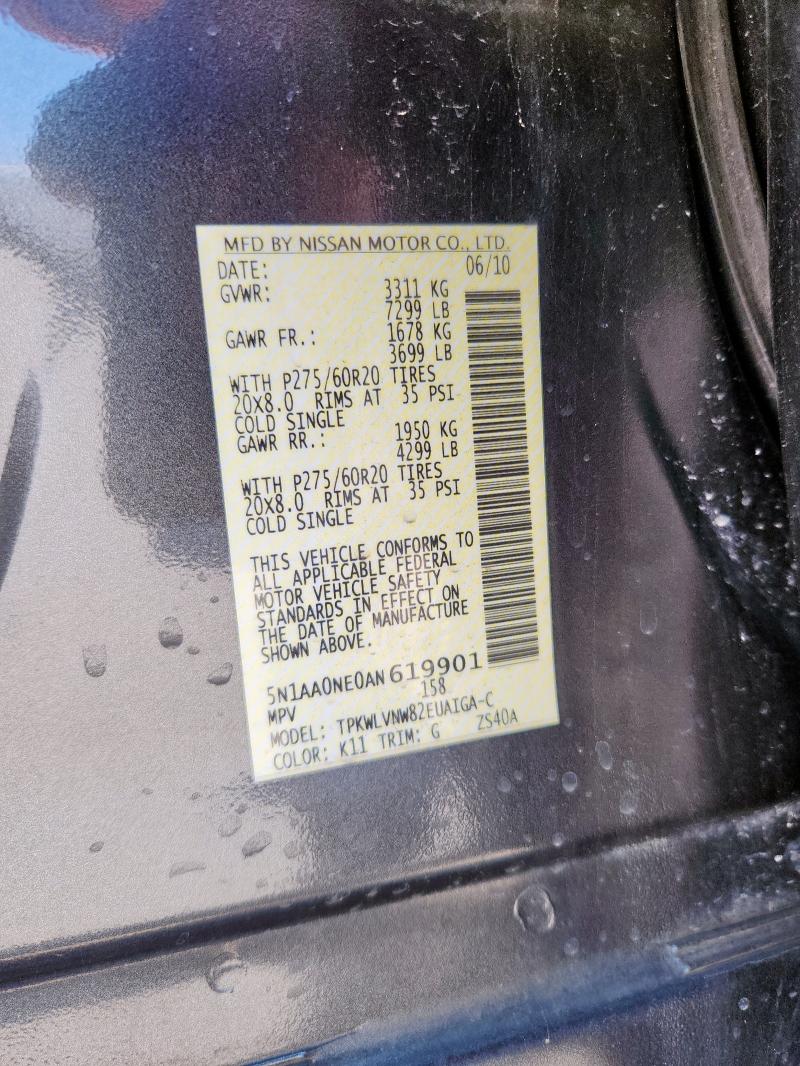 MFD BY NISSAN MOTOR CO., LTD.
DATE: 06/10
GVWR: 3311 KG
7299 LB
GAWR FR.: 1678 KG
3699 LB
WITH P275/60R20 TIRES
20X8.0 RIMS AT 35 PSI
COLD SINGLE
GAWR RR.: 1950 KG
4299 LB
WITH P275/60R20 TIRES
20X8.0 RIMS AT 35 PSI
COLD SINGLE
THIS VEHICLE CONFORMS TO
ALL APPLICABLE FEDERAL
MOTOR VEHICLE SAFETY
STANDARDS IN EFFECT ON
THE DATE OF MANUFACTURE
SHOWN ABOVE.
5N1AA0NE0AN619901
MPV 158
MODEL: TPKWLVNW82EUAIGA-C
COLOR: K11 TRIM: G ZS40A